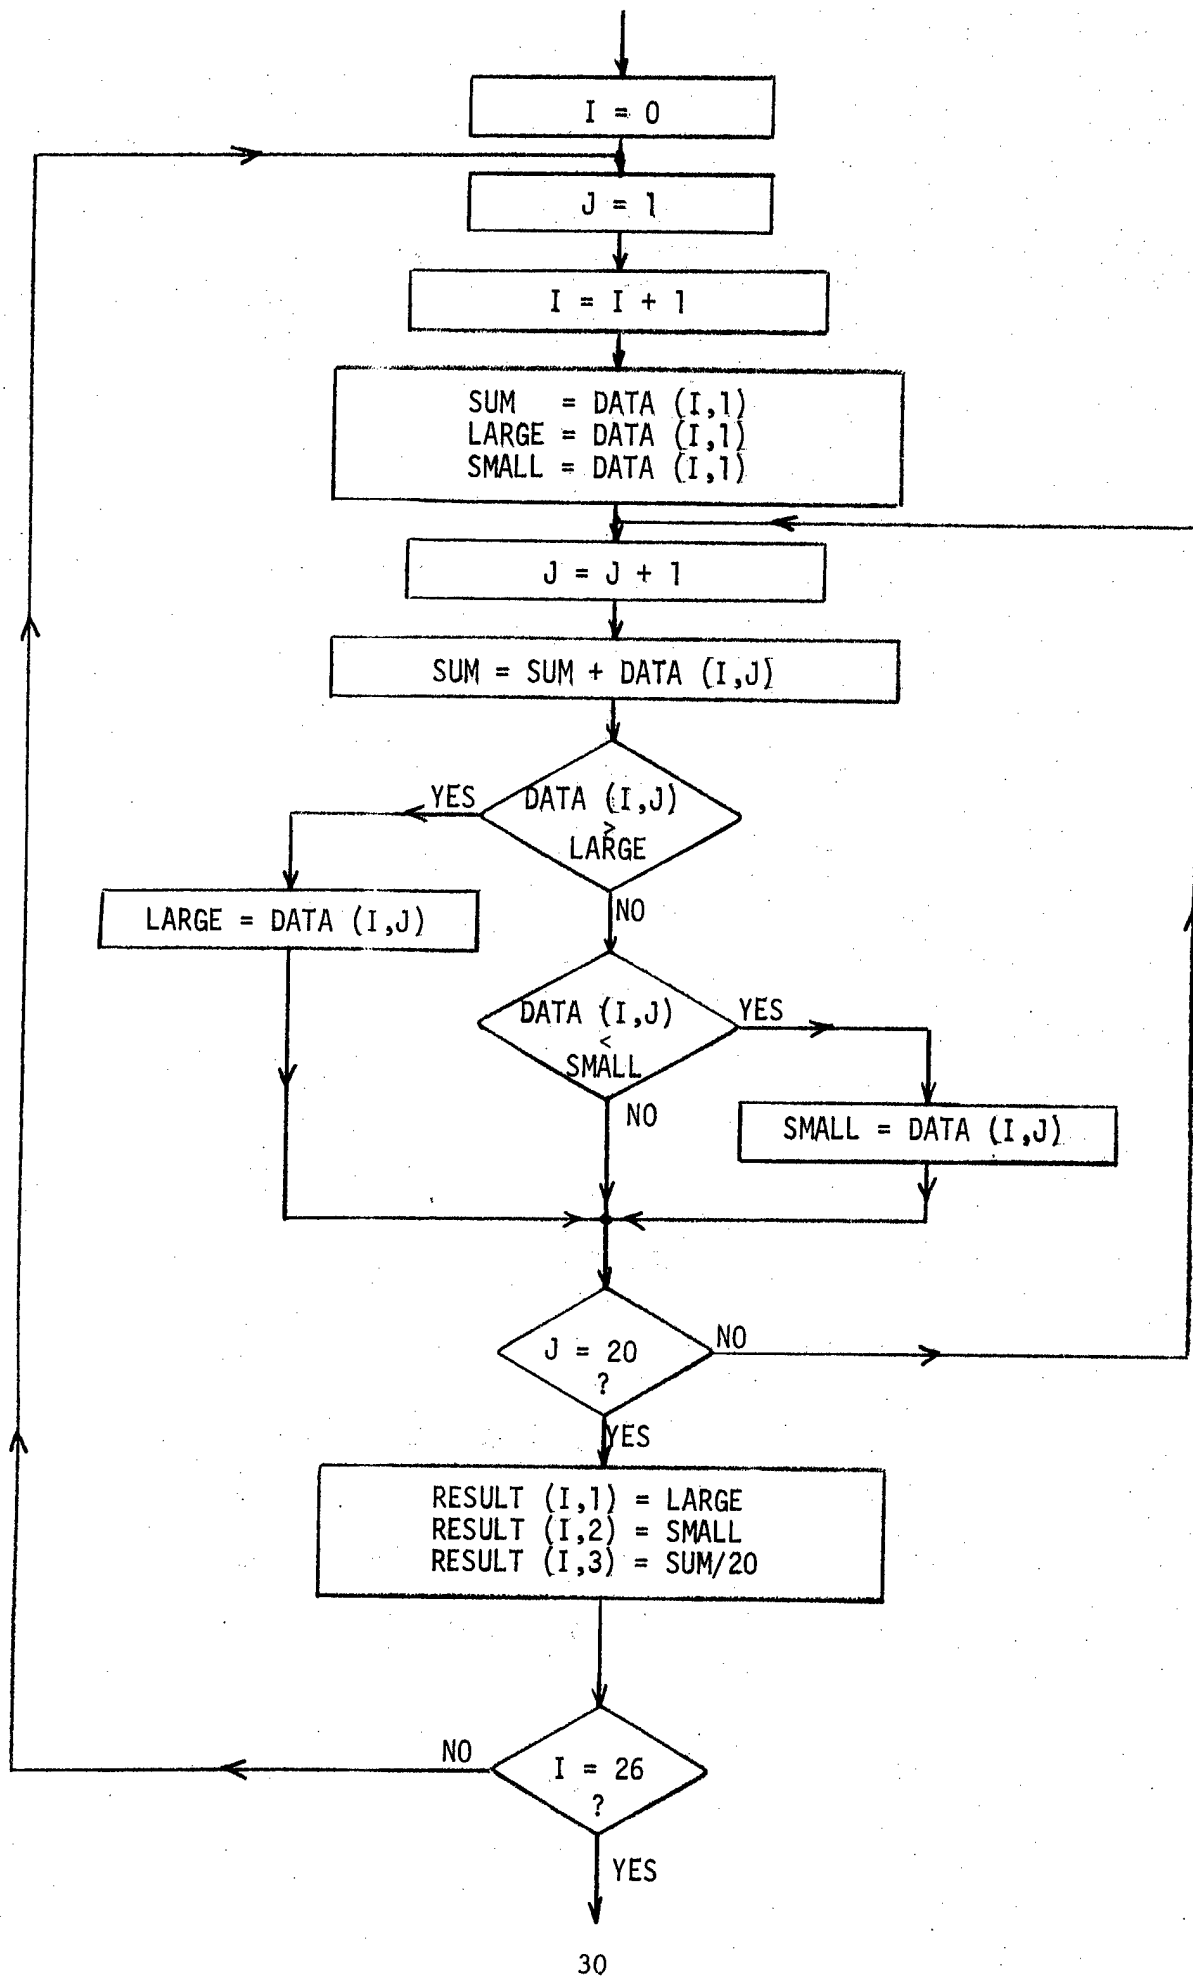 I = 0
J = 1
I = I + 1
SUM = DATA (I,1)
LARGE = DATA (I,1)
SMALL = DATA (I,1)
J = J + 1
SUM = SUM + DATA (I,J)
YES
DATA (I,J)
>
LARGE
NO
LARGE = DATA (I,J)
DATA (I,J)
<
SMALL
YES
NO
SMALL = DATA (I,J)
J = 20
?
NO
YES
RESULT (I,1) = LARGE
RESULT (I,2) = SMALL
RESULT (I,3) = SUM/20
NO
I = 26
?
YES
30